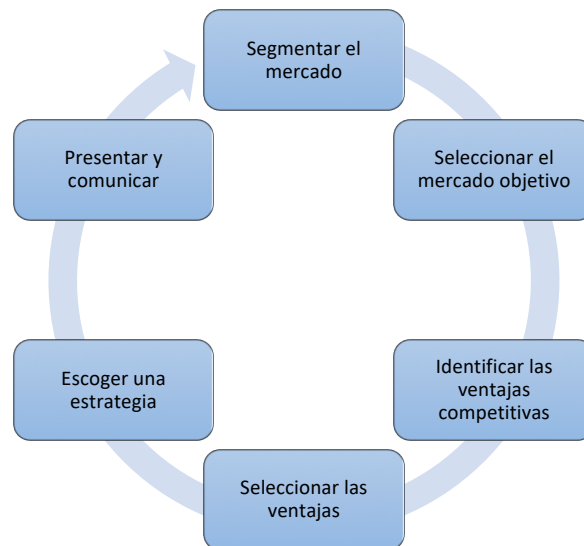 Segmentar el
mercado
Seleccionar el
mercado objetivo
Identificar las
ventajas
competitivas
Seleccionar las
ventajas
Escoger una
estrategia
Presentar y
comunicar